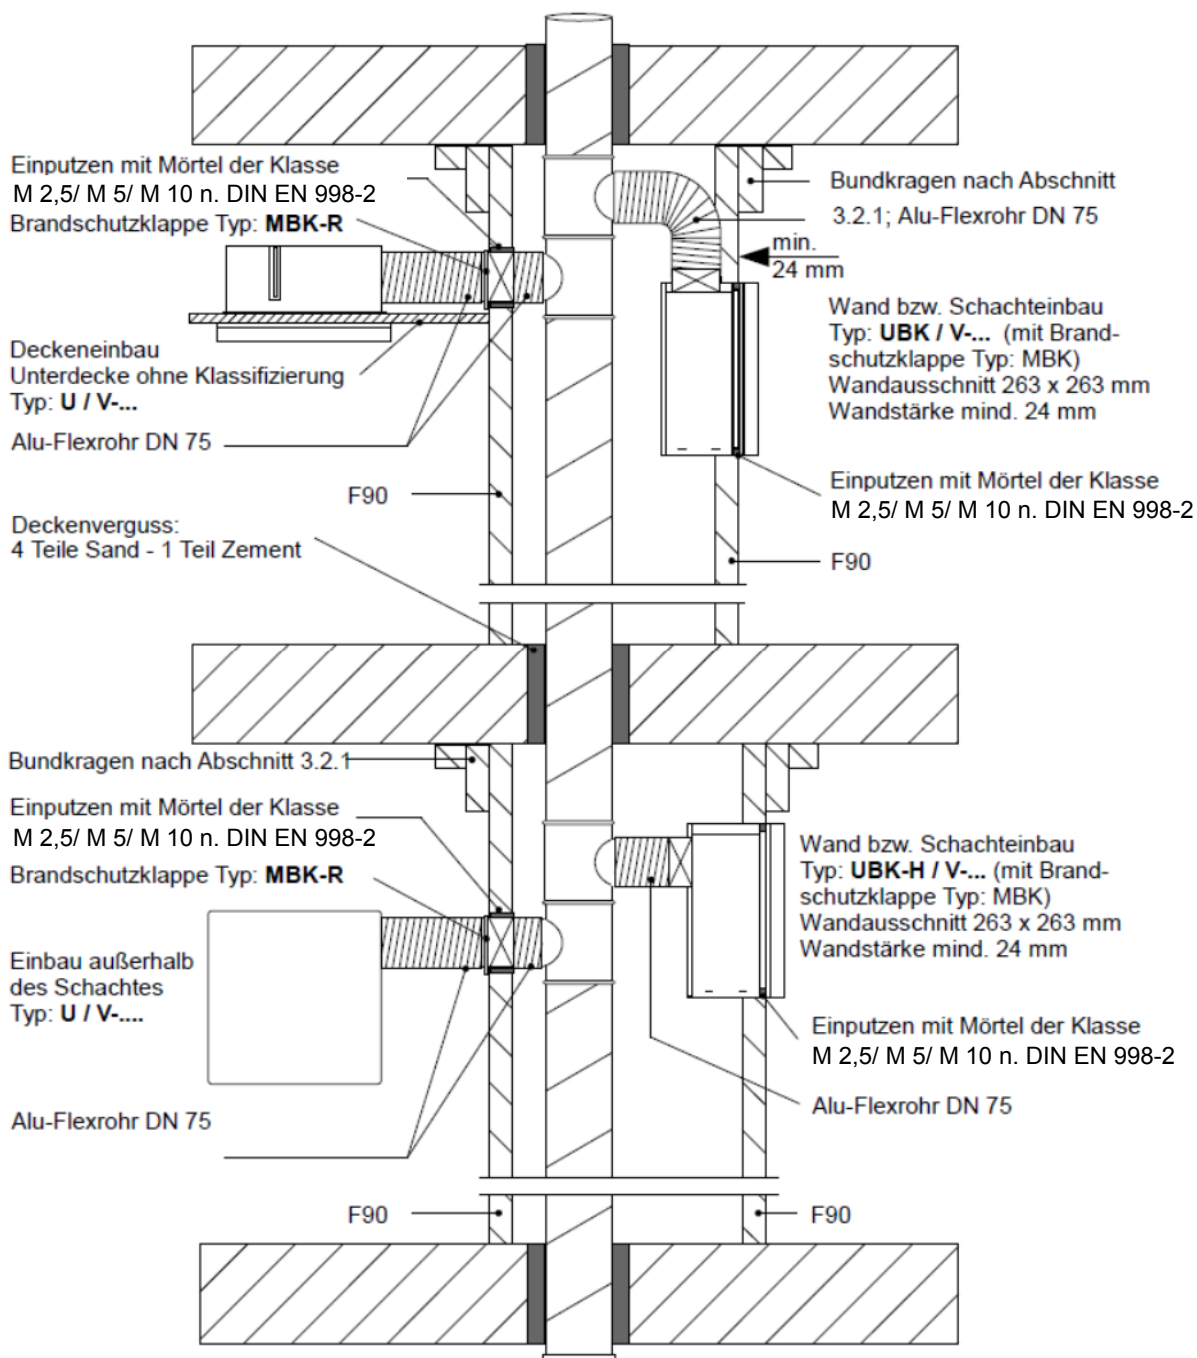 Einputzen mit Mörtel der Klasse
M 2,5/ M 5/ M 10 n. DIN EN 998-2
Brandschutzklappe Typ: MBK-R
Deckeneinbau
Unterdecke ohne Klassifizierung
Typ: U / V-...
Alu-Flexrohr DN 75
F90
Deckenverguss:
4 Teile Sand - 1 Teil Zement
Bundkragen nach Abschnitt
3.2.1; Alu-Flexrohr DN 75
min.
24 mm
Wand bzw. Schachteinbau
Typ: UBK / V-... (mit Brand-
schutzklappe Typ: MBK)
Wandausschnitt 263 x 263 mm
Wandstärke mind. 24 mm
Einputzen mit Mörtel der Klasse
M 2,5/ M 5/ M 10 n. DIN EN 998-2
F90
Bundkragen nach Abschnitt 3.2.1
Einputzen mit Mörtel der Klasse
M 2,5/ M 5/ M 10 n. DIN EN 998-2
Brandschutzklappe Typ: MBK-R
Einbau außerhalb
des Schachtes
Typ: U / V-....
Alu-Flexrohr DN 75
F90
Wand bzw. Schachteinbau
Typ: UBK-H / V-... (mit Brand-
schutzklappe Typ: MBK)
Wandausschnitt 263 x 263 mm
Wandstärke mind. 24 mm
Einputzen mit Mörtel der Klasse
M 2,5/ M 5/ M 10 n. DIN EN 998-2
Alu-Flexrohr DN 75
F90